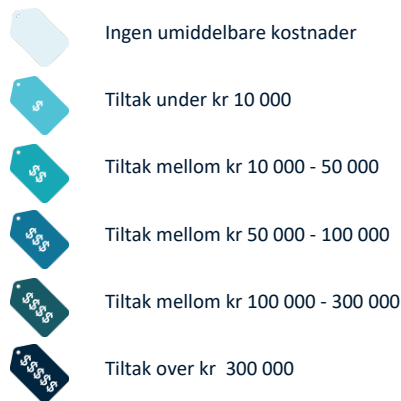 Ingen umiddelbare kostnader
$ Tiltak under kr 10 000
$$ Tiltak mellom kr 10 000 - 50 000
$$$ Tiltak mellom kr 50 000 - 100 000
$$$$ Tiltak mellom kr 100 000 - 300 000
$$$$$ Tiltak over kr  300 000